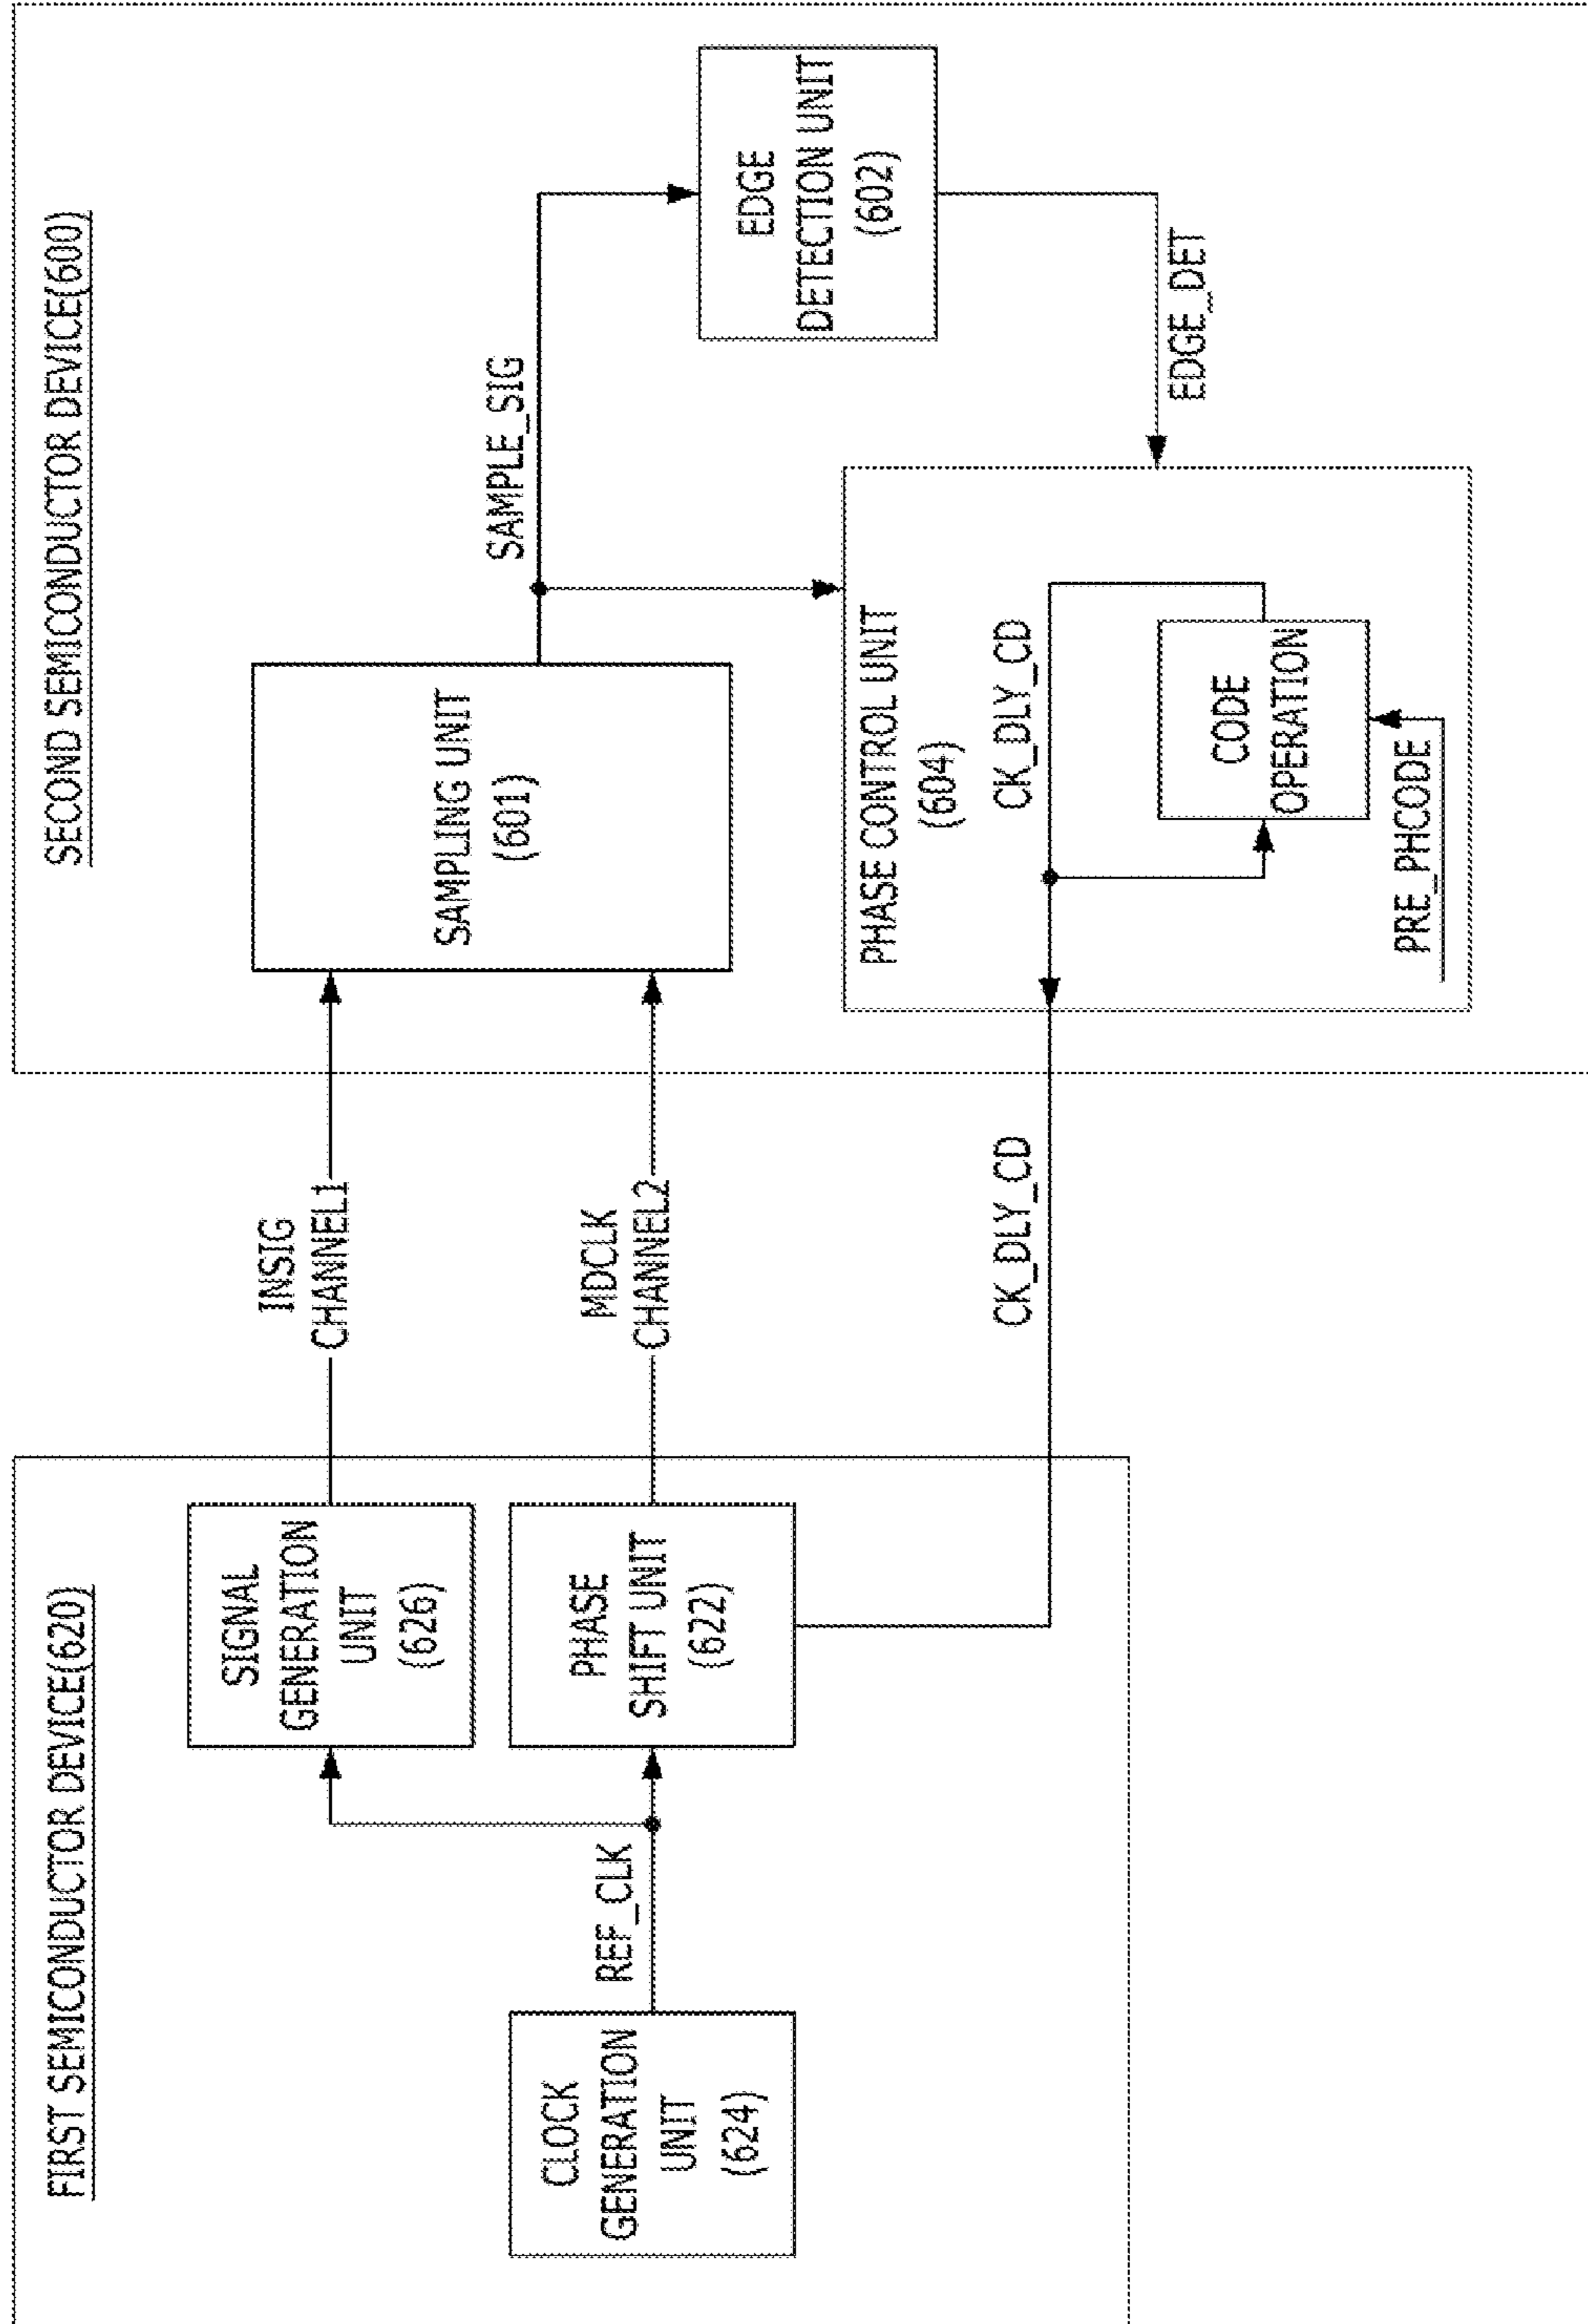 FIRST SEMICONDUCTOR DEVICE(620)
CLOCK
GENERATION
UNIT
(624)
REF_CLK
SIGNAL
GENERATION
UNIT
(626)
PHASE
SHIFT UNIT
(622)
INSIG
CHANNEL1
MDCLK
CHANNEL2
CK_DLY_CD
SECOND SEMICONDUCTOR DEVICE(600)
SAMPLING UNIT
(601)
SAMPLE_SIG
EDGE
DETECTION UNIT
(602)
EDGE_DET
PHASE CONTROL UNIT
(604)
CK_DLY_CD
CODE
OPERATION
PRE_PHCODE